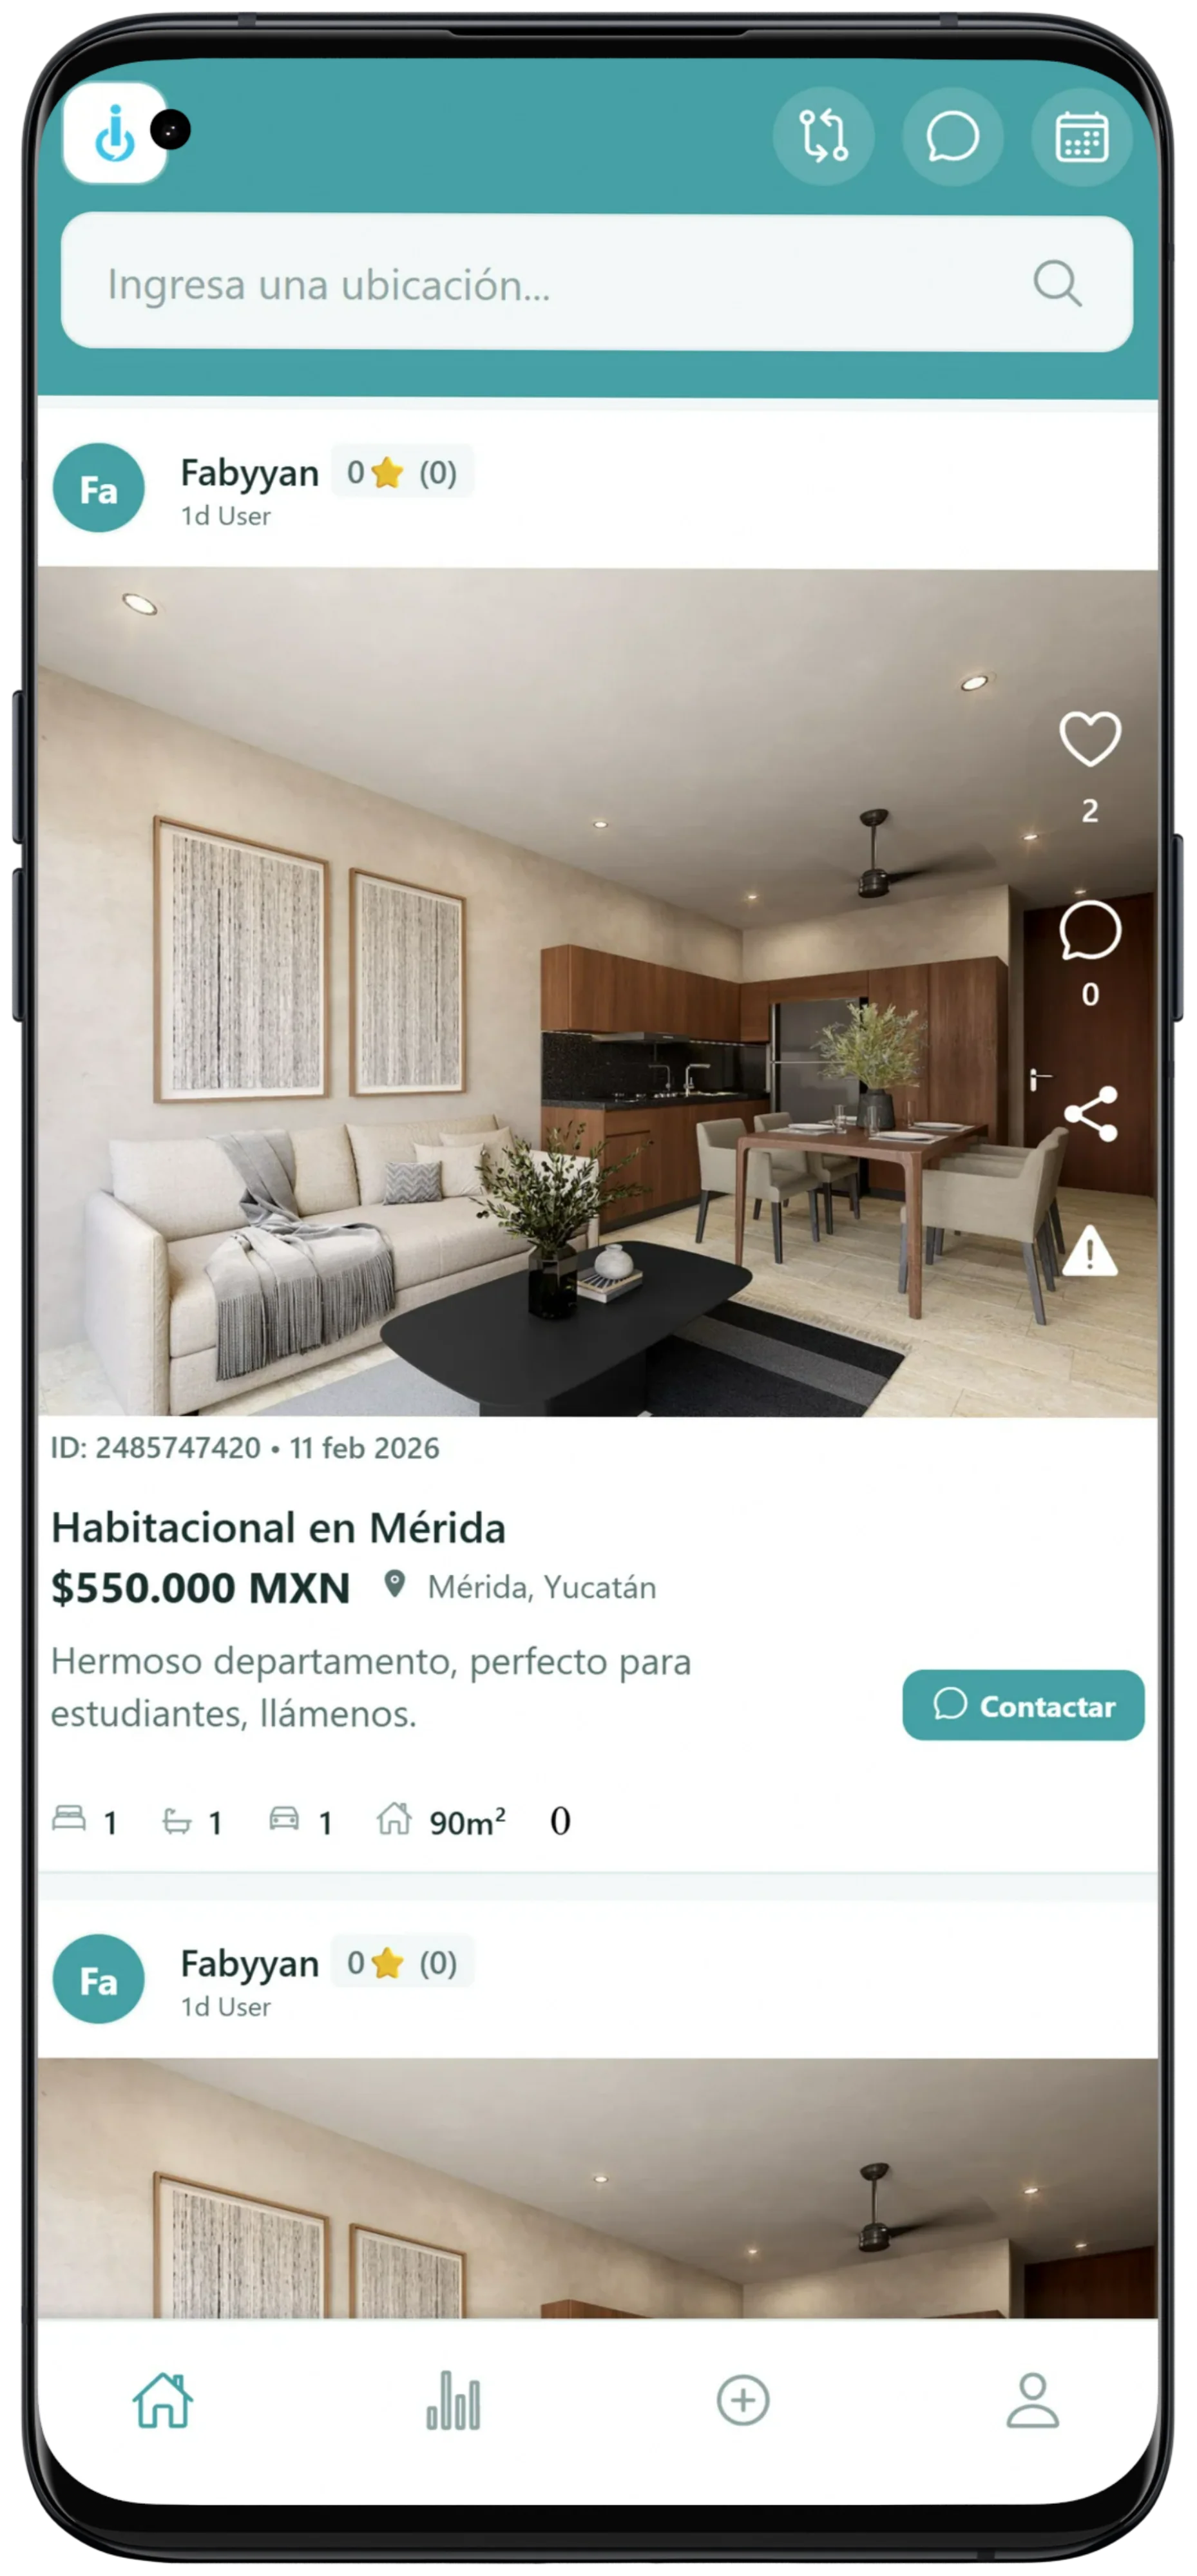 Ingresa una ubicación...
Fa
Fabyyan 0 ⭐ (0)
1d User
2
0
ID: 2485747420 • 11 feb 2026
Habitacional en Mérida
$550.000 MXN Mérida, Yucatán
Hermoso departamento, perfecto para
estudiantes, llámenos.
Contactar
1 1 1 90m² 0
Fa
Fabyyan 0 ⭐ (0)
1d User